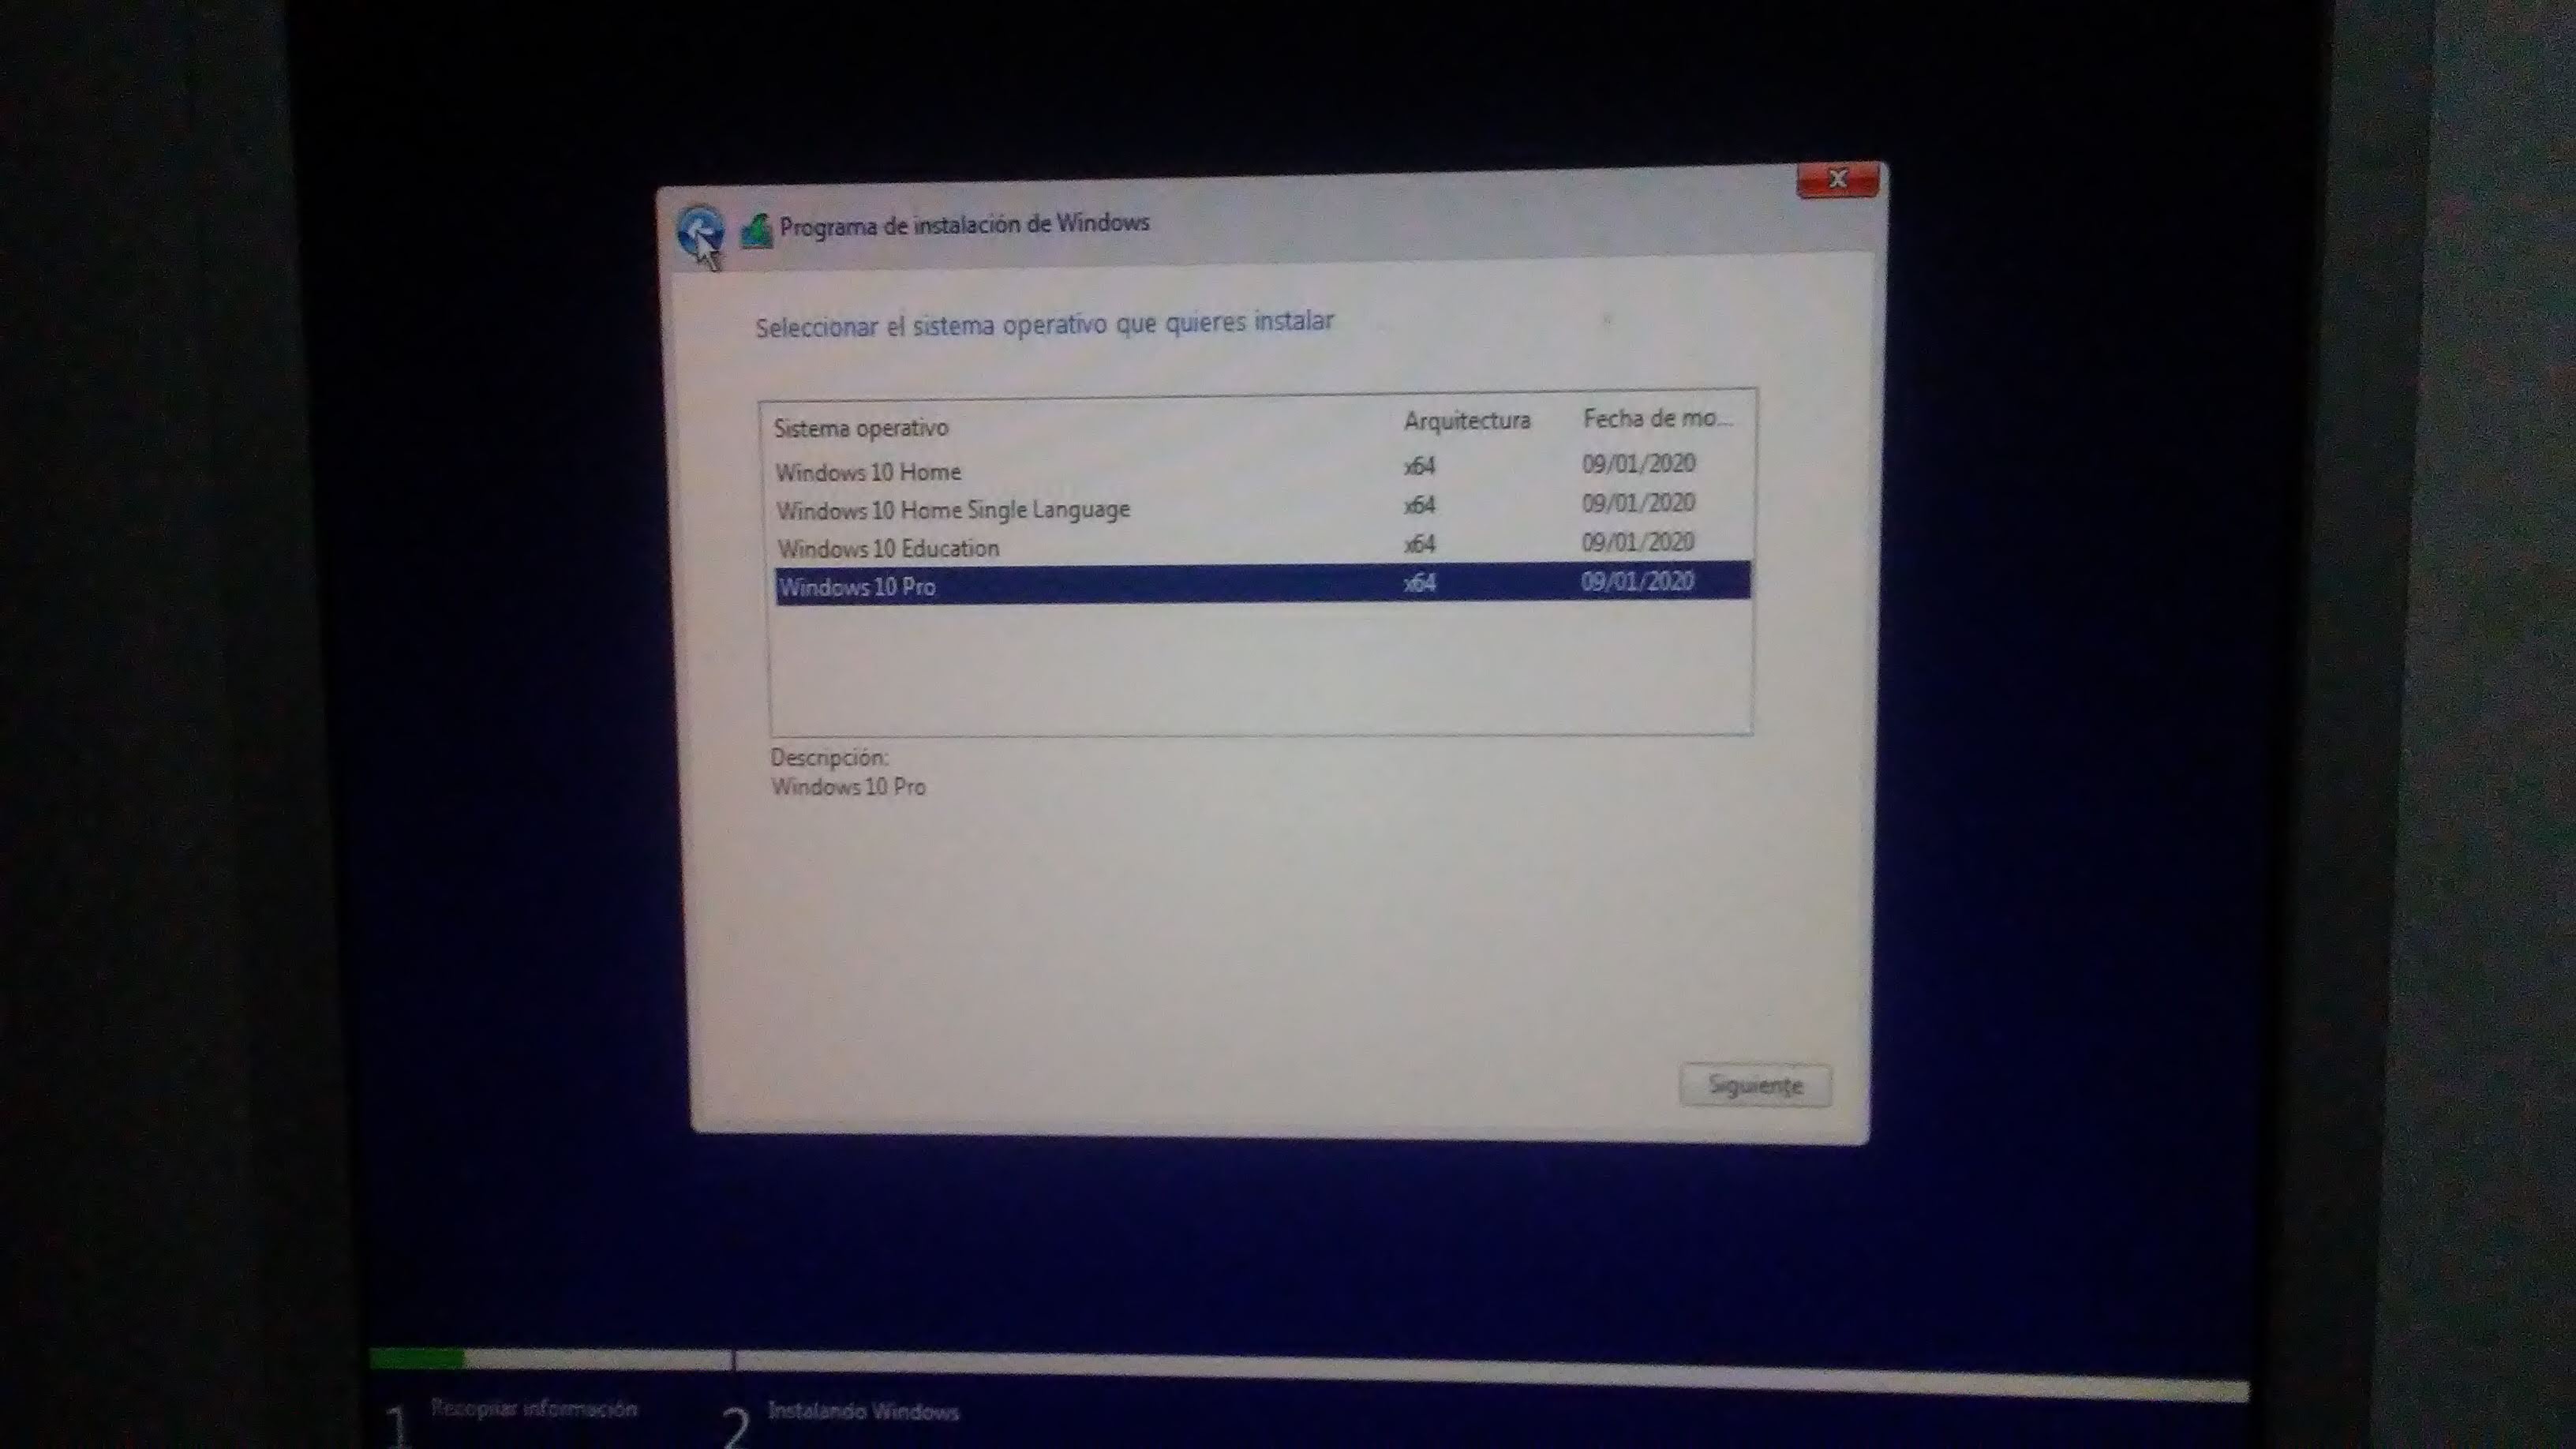 Programa de instalación de Windows
Seleccionar el sistema operativo que quieres instalar
Sistema operativo Arquitectura Fecha de mo...
Windows 10 Home x64 09/01/2020
Windows 10 Home Single Language x64 09/01/2020
Windows 10 Education x64 09/01/2020
Windows 10 Pro x64 09/01/2020
Descripción:
Windows 10 Pro
Siguiente
1 Recopilar información 2 Instalando Windows